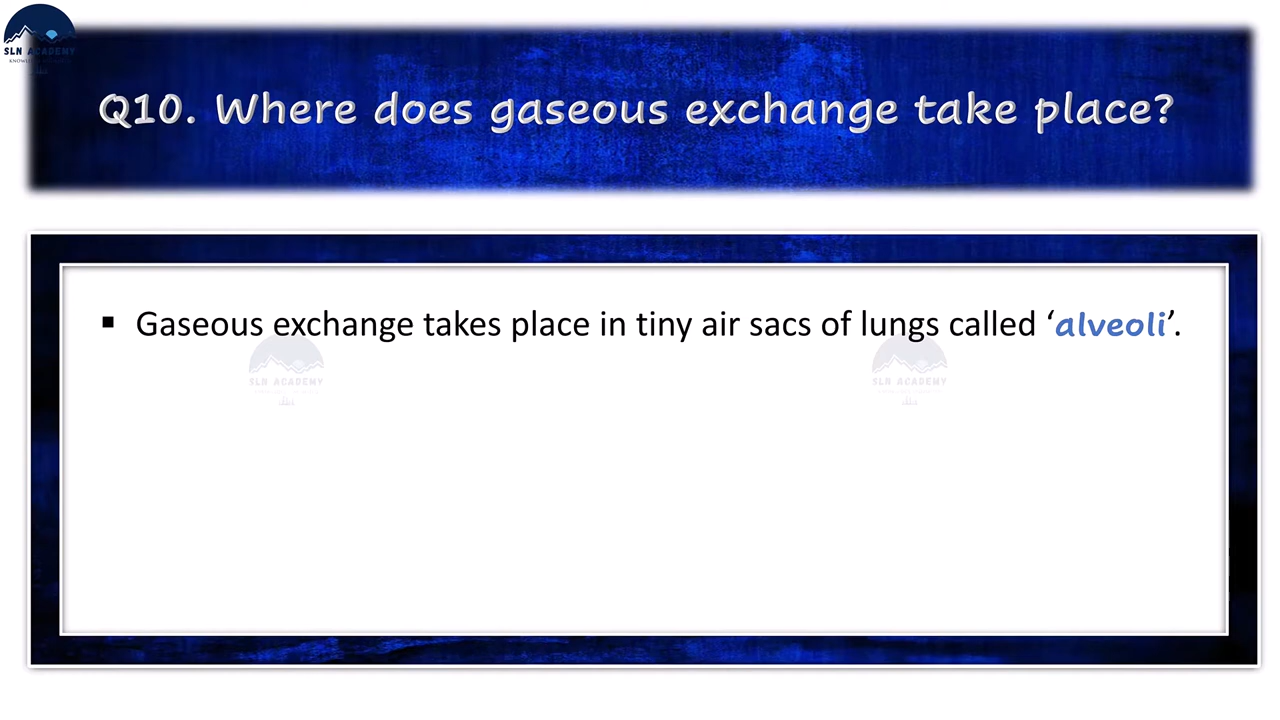 SLN ACADEMY
Q10. Where does gaseous exchange take place?
▪ Gaseous exchange takes place in tiny air sacs of lungs called ‘alveoli’.
SLN ACADEMY
SLN ACADEMY